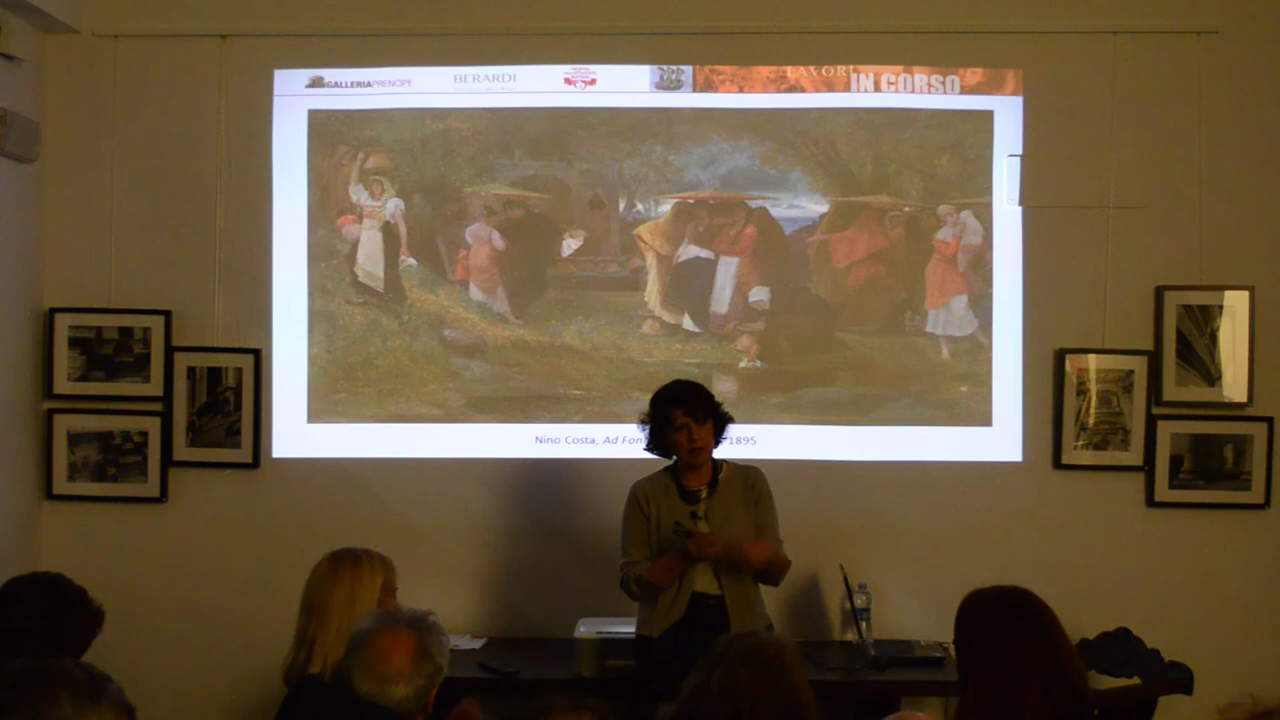 GALLERIAPRENCIPE
BERARDI
LAVORI
IN CORSO
Nino Costa, Ad Fon 1895